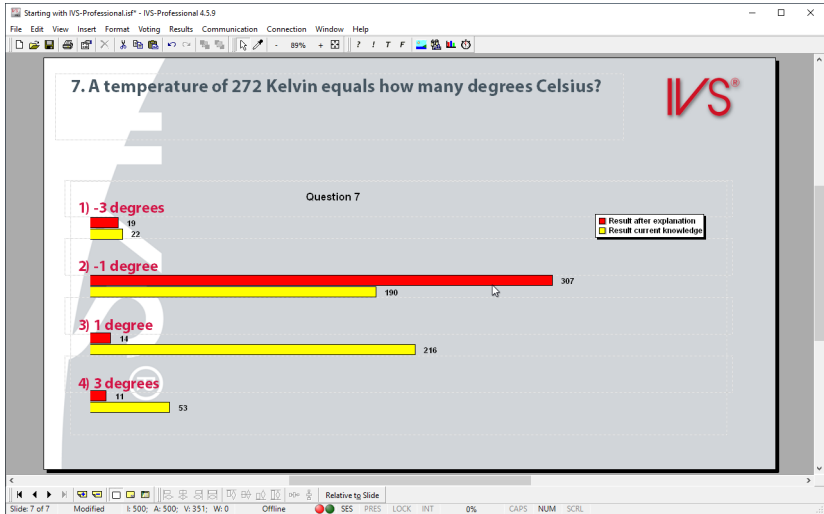 Starting with IVS-Professional.isf* - IVS-Professional 4.5.9
File Edit View Insert Format Voting Results Communication Connection Window Help
- 89% + ? ! T F
7. A temperature of 272 Kelvin equals how many degrees Celsius?
IVS®
Question 7
1) -3 degrees
19
22
Result after explanation
Result current knowledge
2) -1 degree
307
190
3) 1 degree
14
216
4) 3 degrees
11
53
Relative to Slide
Slide: 7 of 7 Modified I: 500; A: 500; V: 351; W: 0 Offline SES PRES LOCK INT 0% CAPS NUM SCRL